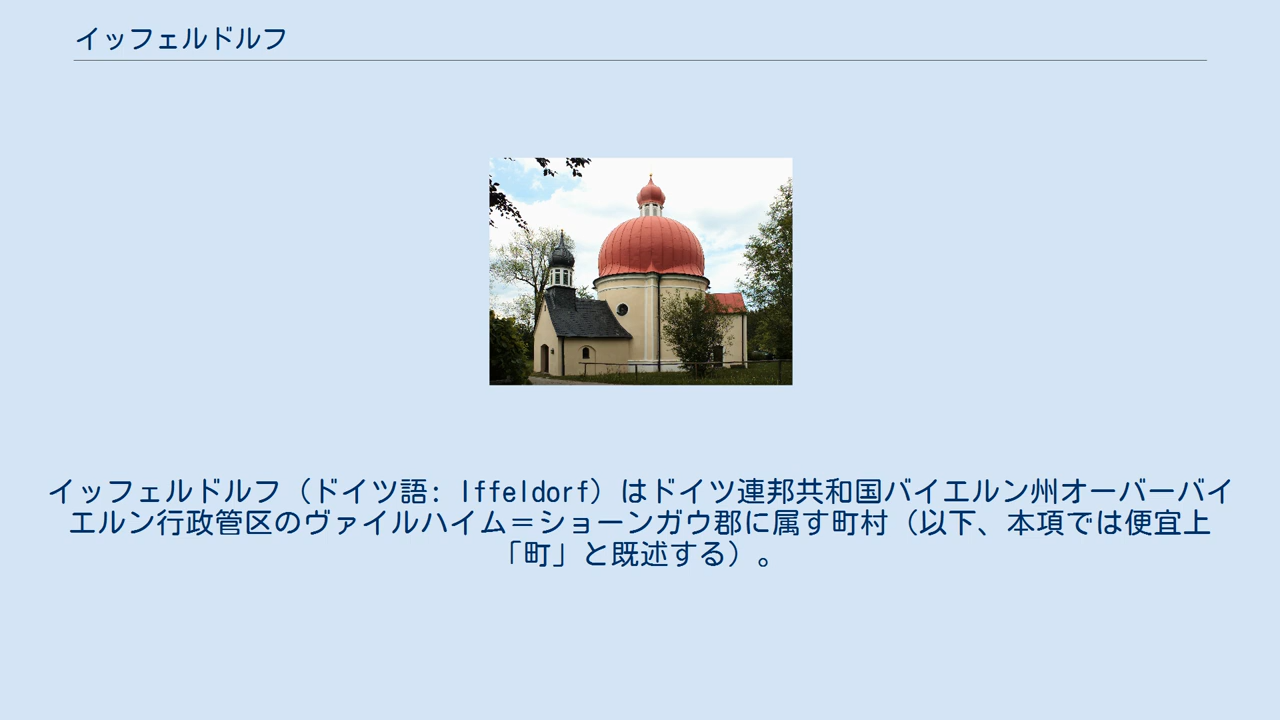 イッフェルドルフ
イッフェルドルフ（ドイツ語: Iffeldorf）はドイツ連邦共和国バイエルン州オーバーバイ
エルン行政管区のヴァイルハイム＝ショーンガウ郡に属す町村（以下、本項では便宜上
「町」と既述する）。